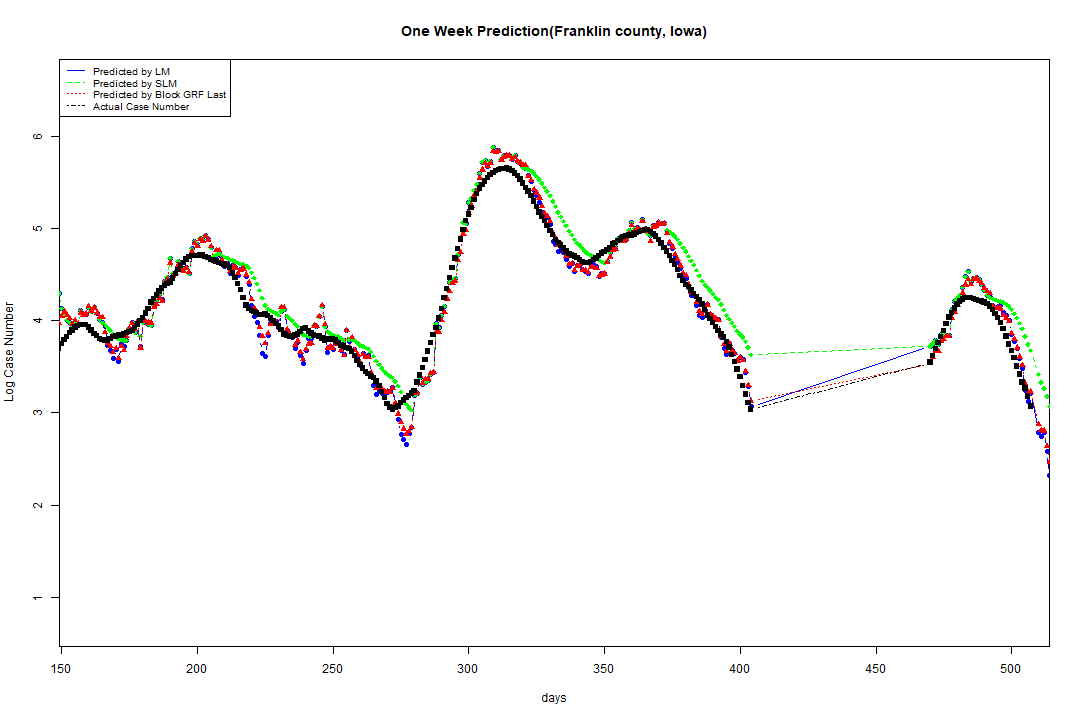 One Week Prediction(Franklin county, Iowa)
Predicted by LM
Predicted by SLM
Predicted by Block GRF Last
Actual Case Number
Log Case Number
6
5
4
3
2
1
150 200 250 300 350 400 450 500
days